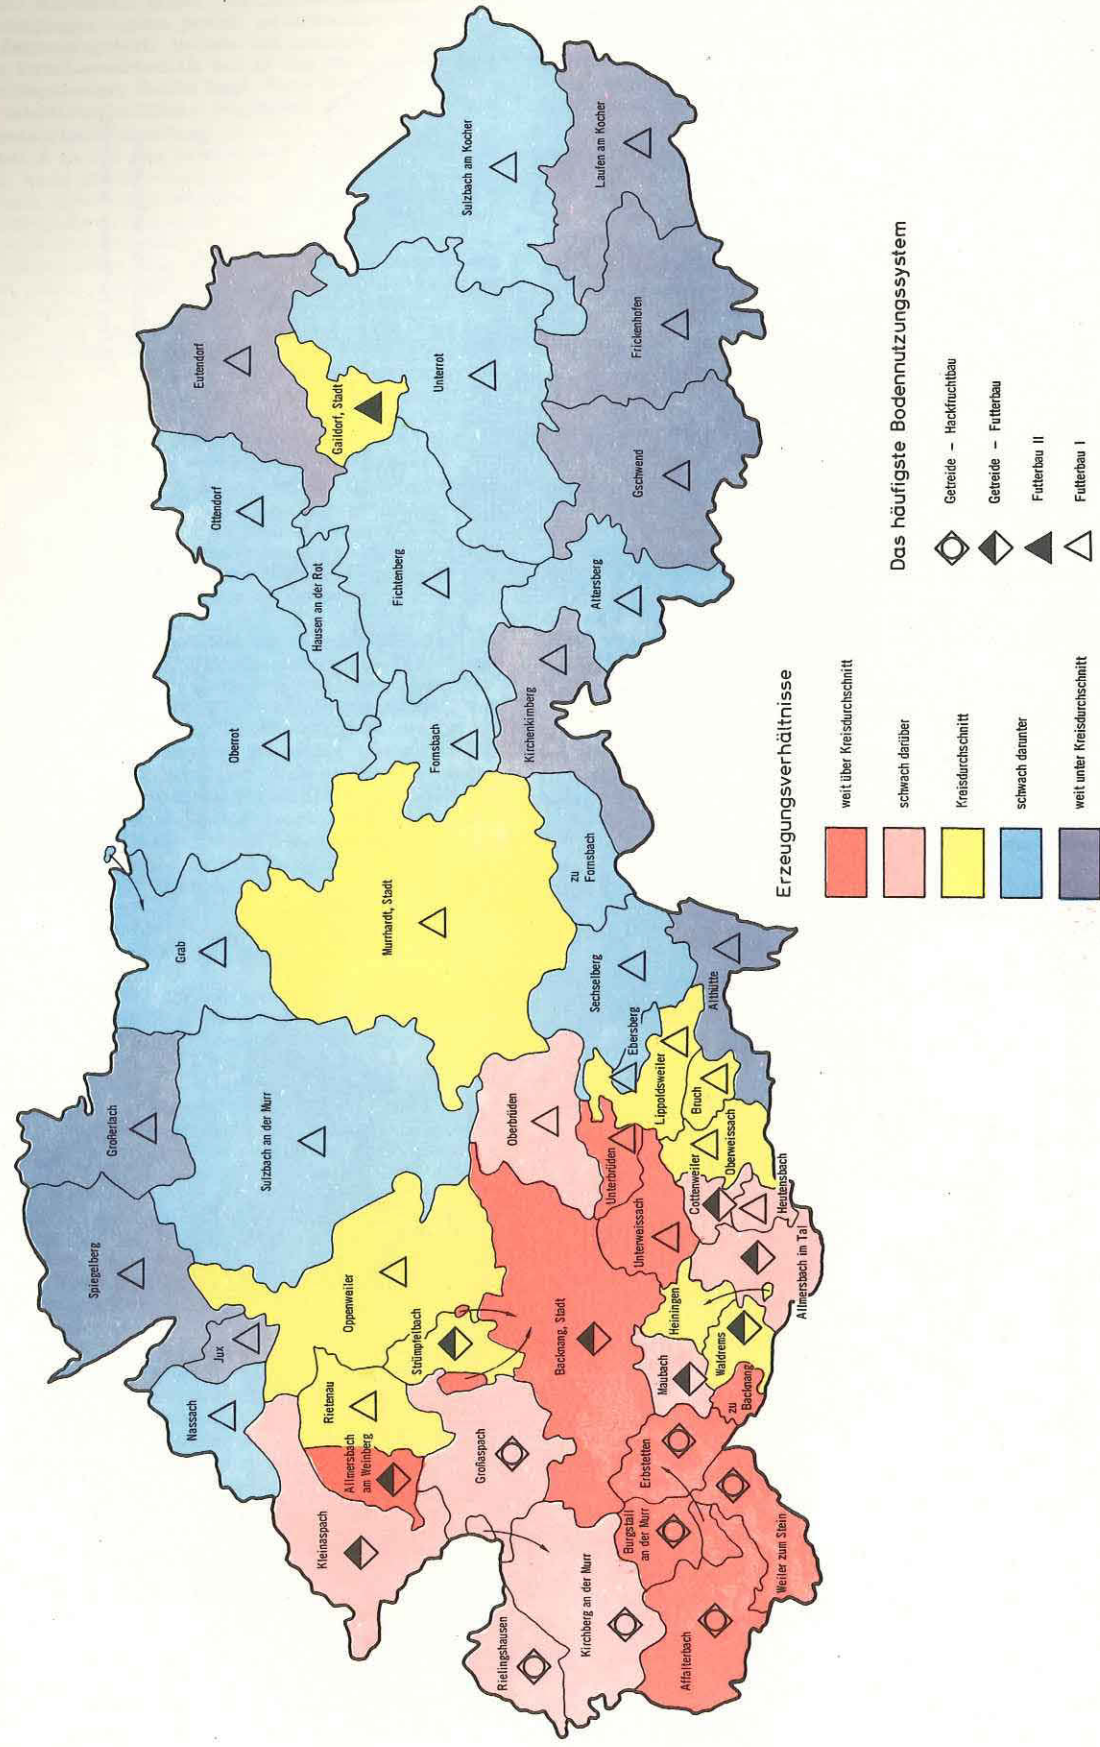 Spiegelberg
Großerlach
Jux
Nassach
Sulzbach an der Murr
Grab
Oberrot
Ottendorf
Eutendorf
Gaildorf, Stadt
Hausen an der Rot
Fichtenberg
Unterrot
Sulzbach am Kocher
Laufen am Kocher
Frickenhofen
Gschwend
Altersberg
Kirchenkirnberg
Fornsbach
zu
Fornsbach
Murrhardt, Stadt
Sechselberg
Ebersberg
Althütte
Lippoldsweiler
Bruch
Oberweissach
Cottenweiler
Heutensbach
Allmersbach im Tal
Oberbrüden
Unterbrüden
Unterweissach
Oppenweiler
Strümpfelbach
Rietenau
Allmersbach
am Weinberg
Kleinaspach
Großaspach
Backnang, Stadt
Heiningen
Waldrems
Maubach
zu
Backnang
Erbstetten
Burgstall
an der Murr
Weiler zum Stein
Affalterbach
Kirchberg an der Murr
Rielingshausen
Erzeugungsverhältnisse
weit über Kreisdurchschnitt
schwach darüber
Kreisdurchschnitt
schwach darunter
weit unter Kreisdurchschnitt
Das häufigste Bodennutzungssystem
Getreide - Hackfruchtbau
Getreide - Futterbau
Futterbau II
Futterbau I